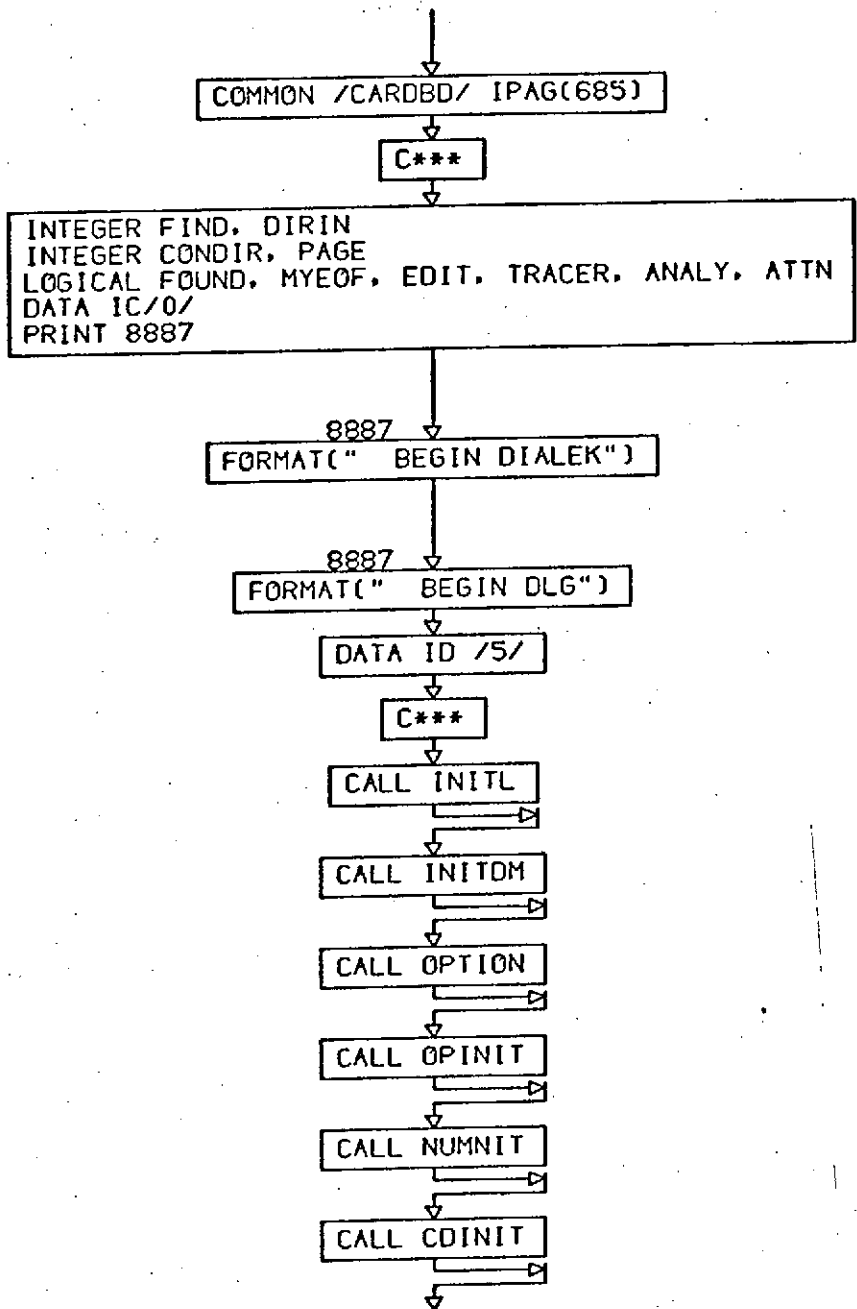 COMMON /CARDBD/ IPAG(685)
C***
INTEGER FIND, DIRIN
INTEGER CONDIR, PAGE
LOGICAL FOUND, MYEOF, EDIT, TRACER, ANALY, ATTN
DATA IC/0/
PRINT 8887
8887
FORMAT("  BEGIN DIALEK")
8887
FORMAT("  BEGIN DLG")
DATA ID /5/
C***
CALL INITL
CALL INITDM
CALL OPTION
CALL OPINIT
CALL NUMNIT
CALL CDINIT